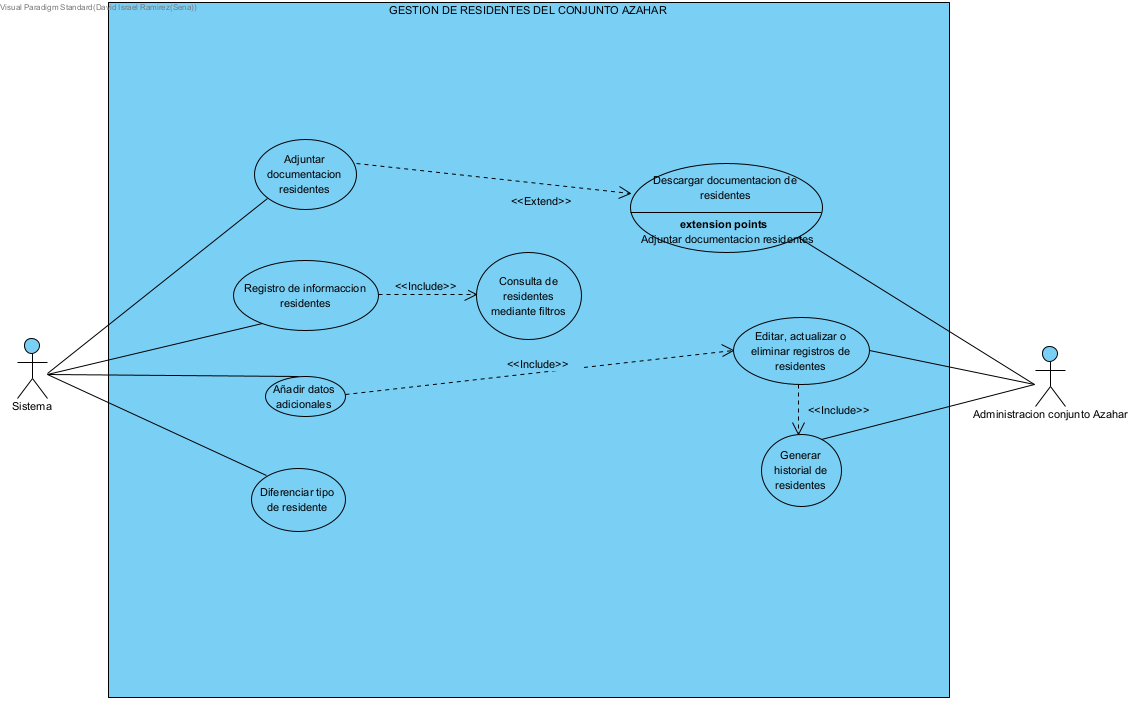 Visual Paradigm Standard(David Israel Ramirez(Sena))
GESTION DE RESIDENTES DEL CONJUNTO AZAHAR
Adjuntar
documentacion
residentes
<<Extend>>
Descargar documentacion de
residentes
extension points
Adjuntar documentacion residentes
Registro de informaccion
residentes
<<Include>>
Consulta de
residentes
mediante filtros
Editar, actualizar o
eliminar registros de
residentes
<<Include>>
Añadir datos
adicionales
Sistema
<<Include>>
Administracion conjunto Azahar
Generar
historial de
residentes
Diferenciar tipo
de residente